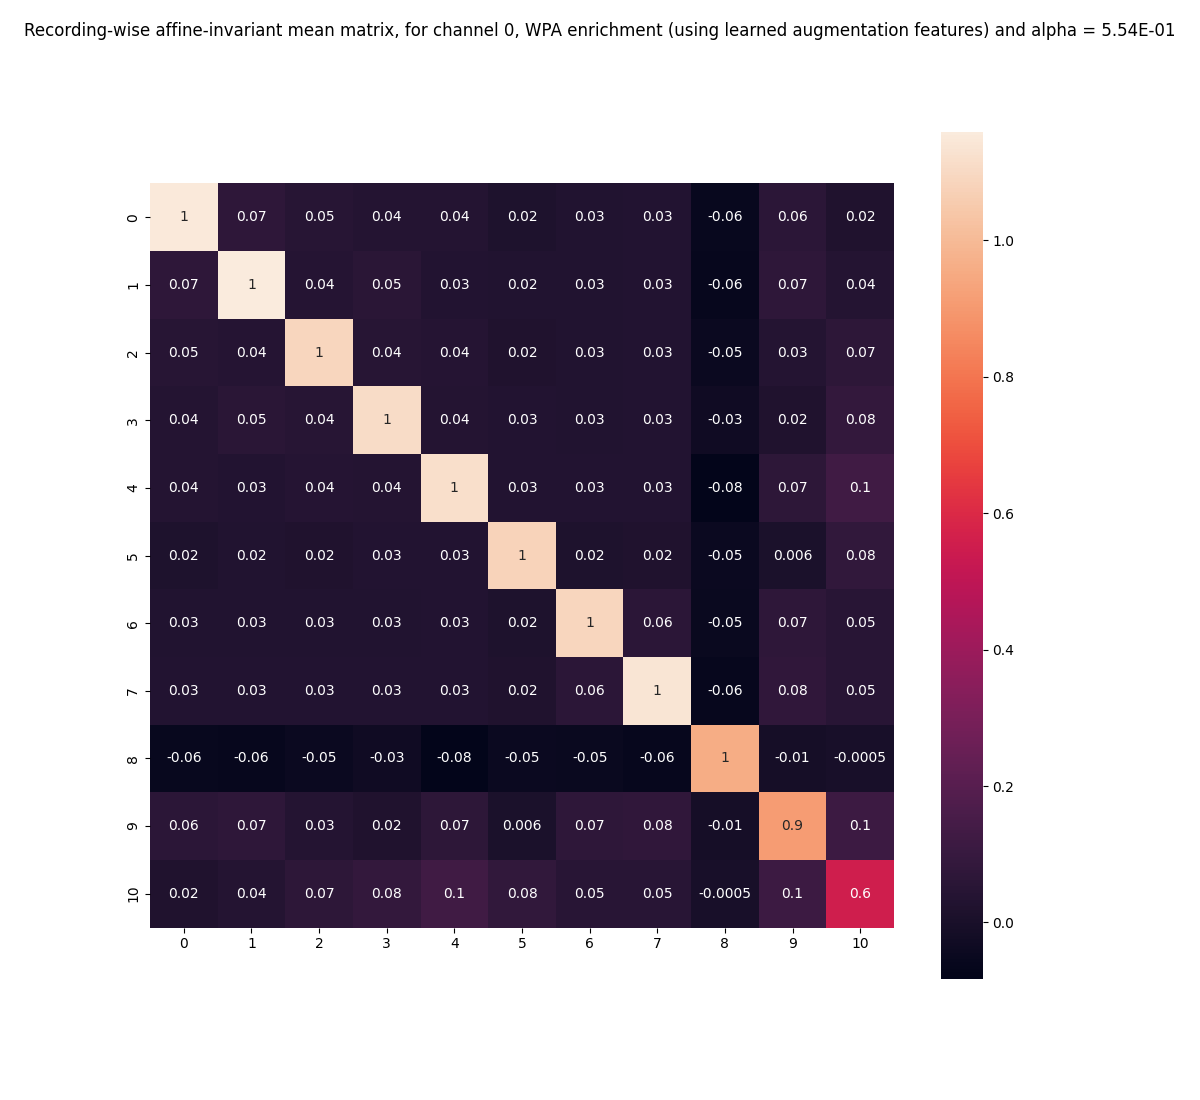 Recording-wise affine-invariant mean matrix, for channel 0, WPA enrichment (using learned augmentation features) and alpha = 5.54E-01
0 1 0.07 0.05 0.04 0.04 0.02 0.03 0.03 -0.06 0.06 0.02
1 0.07 1 0.04 0.05 0.03 0.02 0.03 0.03 -0.06 0.07 0.04
2 0.05 0.04 1 0.04 0.04 0.02 0.03 0.03 -0.05 0.03 0.07
3 0.04 0.05 0.04 1 0.04 0.03 0.03 0.03 -0.03 0.02 0.08
4 0.04 0.03 0.04 0.04 1 0.03 0.03 0.03 -0.08 0.07 0.1
5 0.02 0.02 0.02 0.03 0.03 1 0.02 0.02 -0.05 0.006 0.08
6 0.03 0.03 0.03 0.03 0.03 0.02 1 0.06 -0.05 0.07 0.05
7 0.03 0.03 0.03 0.03 0.03 0.02 0.06 1 -0.06 0.08 0.05
8 -0.06 -0.06 -0.05 -0.03 -0.08 -0.05 -0.05 -0.06 1 -0.01 -0.0005
9 0.06 0.07 0.03 0.02 0.07 0.006 0.07 0.08 -0.01 0.9 0.1
10 0.02 0.04 0.07 0.08 0.1 0.08 0.05 0.05 -0.0005 0.1 0.6
0 1 2 3 4 5 6 7 8 9 10
1.0
0.8
0.6
0.4
0.2
0.0